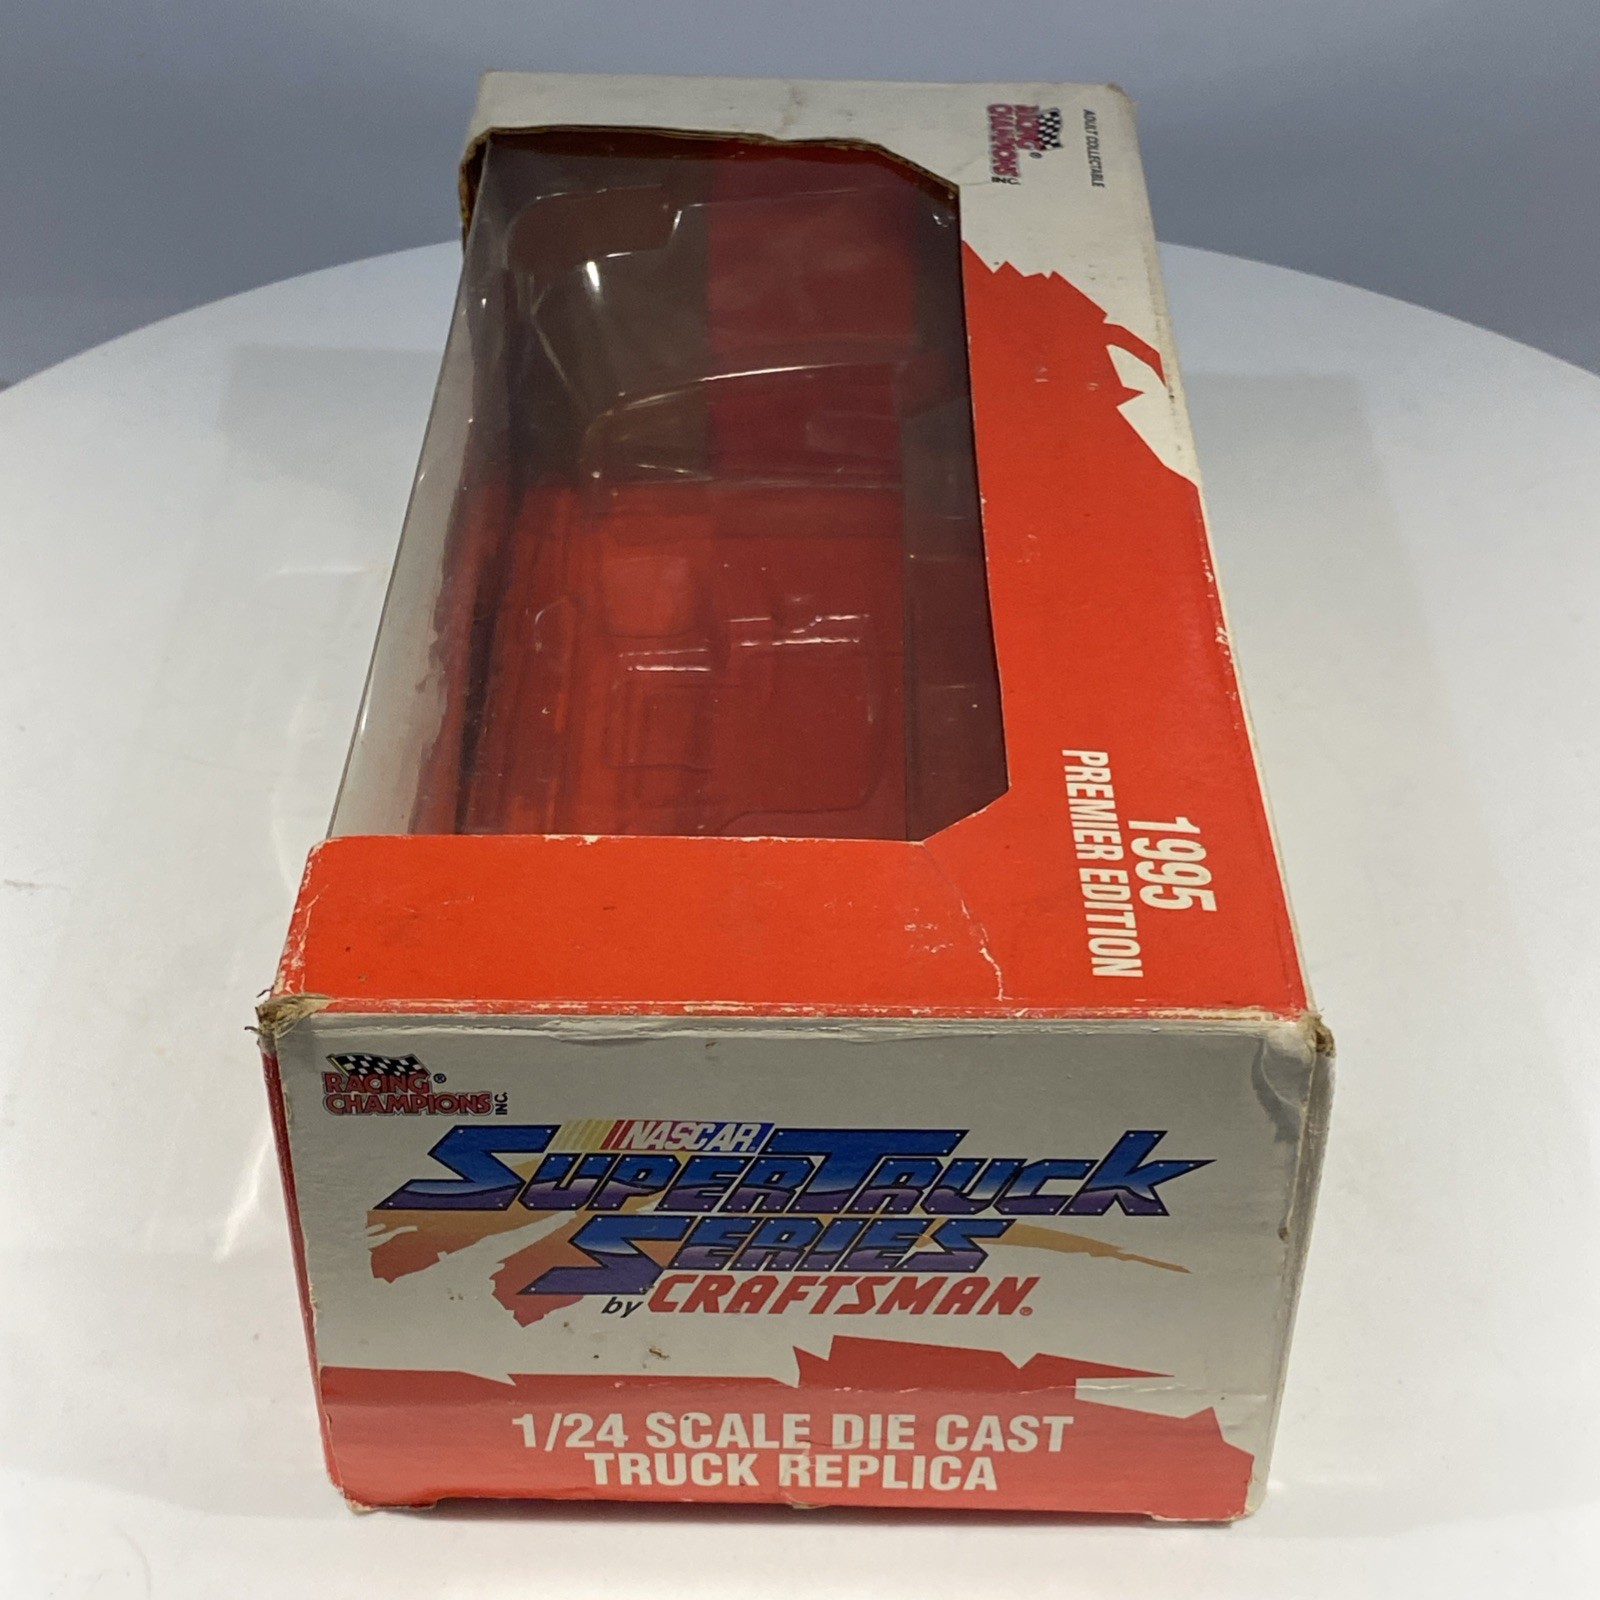 ADULT COLLECTABLE
RACING ®
CHAMPIONS INC.
1995
PREMIER EDITION
RACING ®
CHAMPIONS INC.
NASCAR.
SUPERTRUCK
SERIES
by CRAFTSMAN®
1/24 SCALE DIE CAST
TRUCK REPLICA